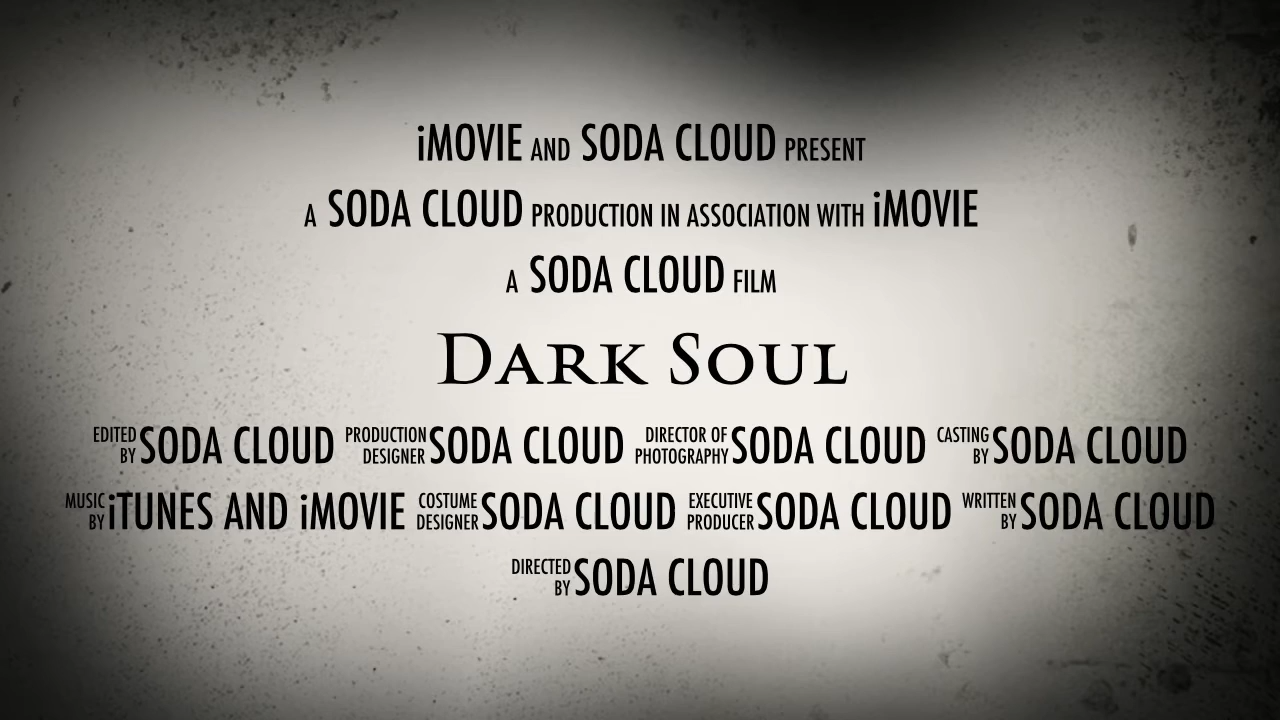 iMOVIE AND SODA CLOUD PRESENT
A SODA CLOUD PRODUCTION IN ASSOCIATION WITH iMOVIE
A SODA CLOUD FILM
DARK SOUL
EDITED BY SODA CLOUD PRODUCTION DESIGNER SODA CLOUD DIRECTOR OF PHOTOGRAPHY SODA CLOUD CASTING BY SODA CLOUD
MUSIC BY iTUNES AND iMOVIE COSTUME DESIGNER SODA CLOUD EXECUTIVE PRODUCER SODA CLOUD WRITTEN BY SODA CLOUD
DIRECTED BY SODA CLOUD